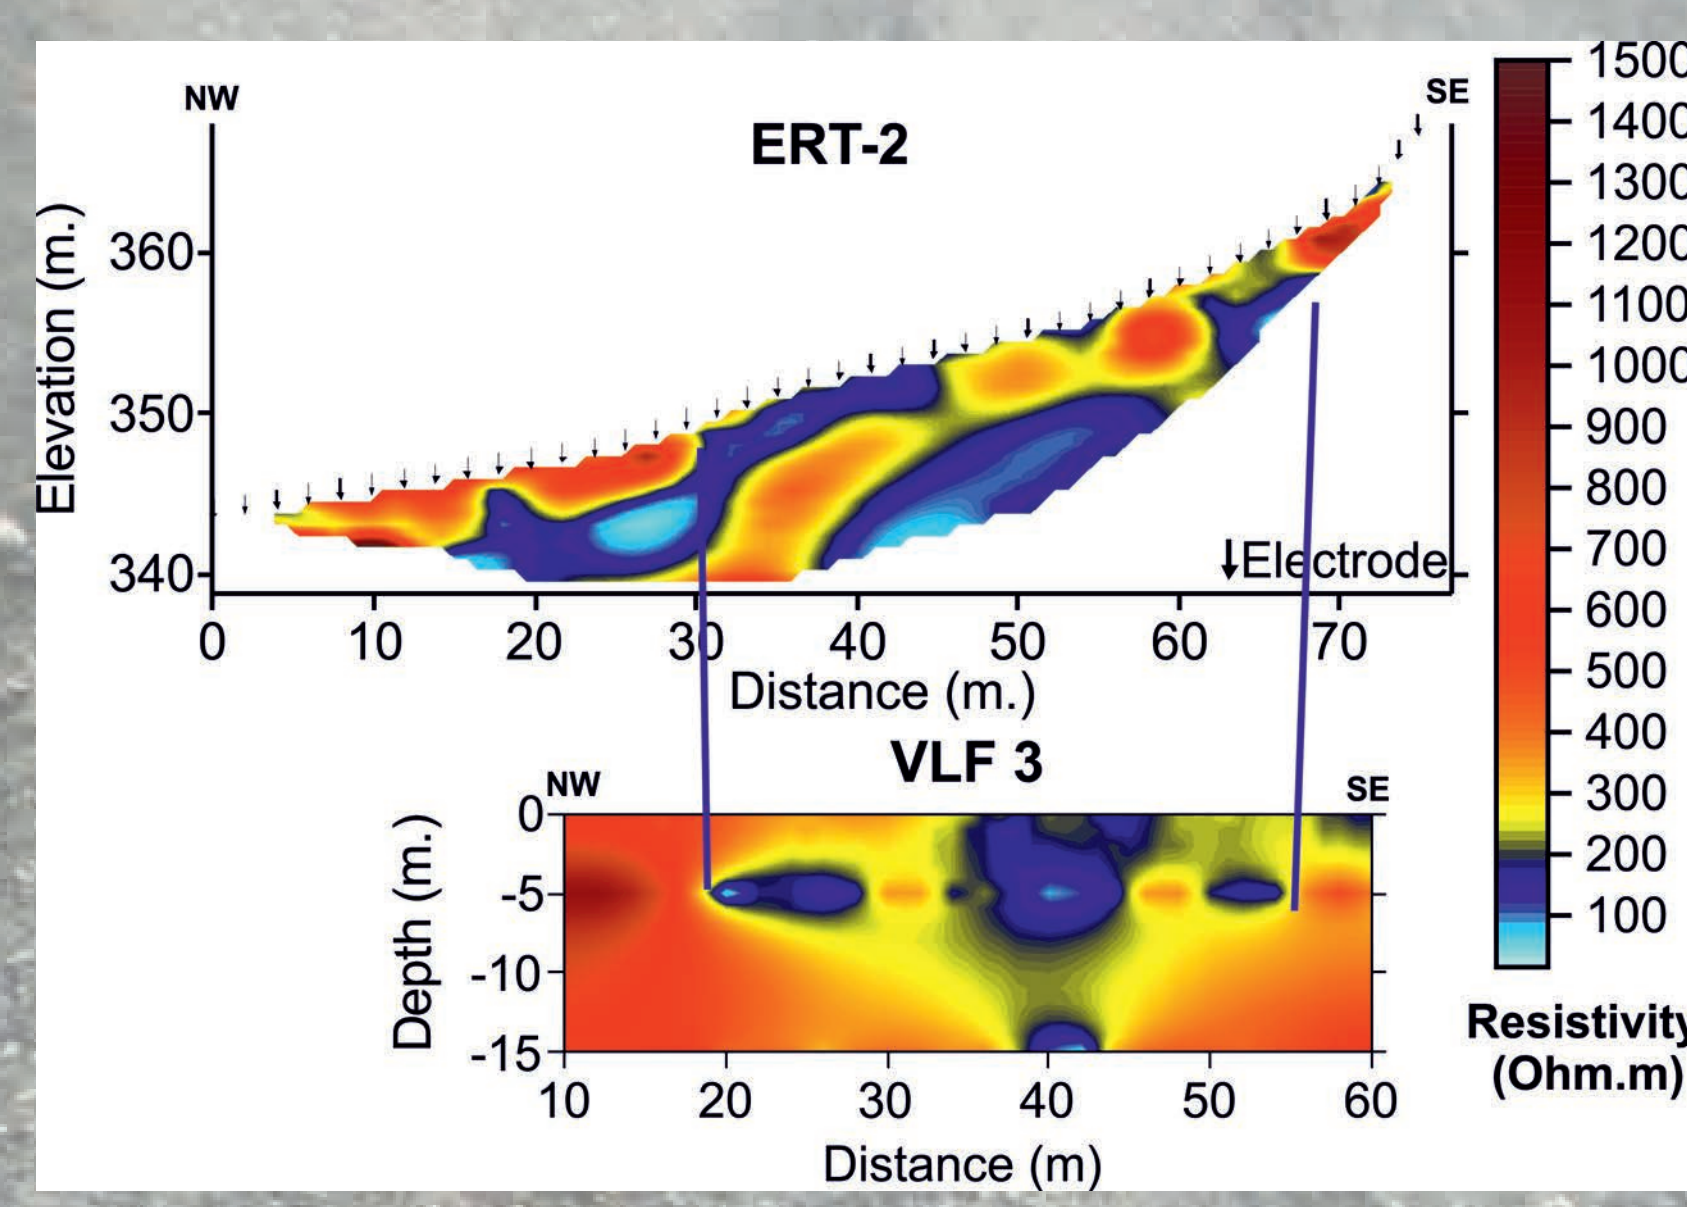 NW
SE
ERT-2
Elevation (m.)
360
350
340
↓Electrode
0 10 20 30 40 50 60 70
Distance (m.)
VLF 3
NW
SE
Depth (m.)
0
-5
-10
-15
10 20 30 40 50 60
Distance (m)
1500
1400
1300
1200
1100
1000
900
800
700
600
500
400
300
200
100
Resistivity
(Ohm.m)